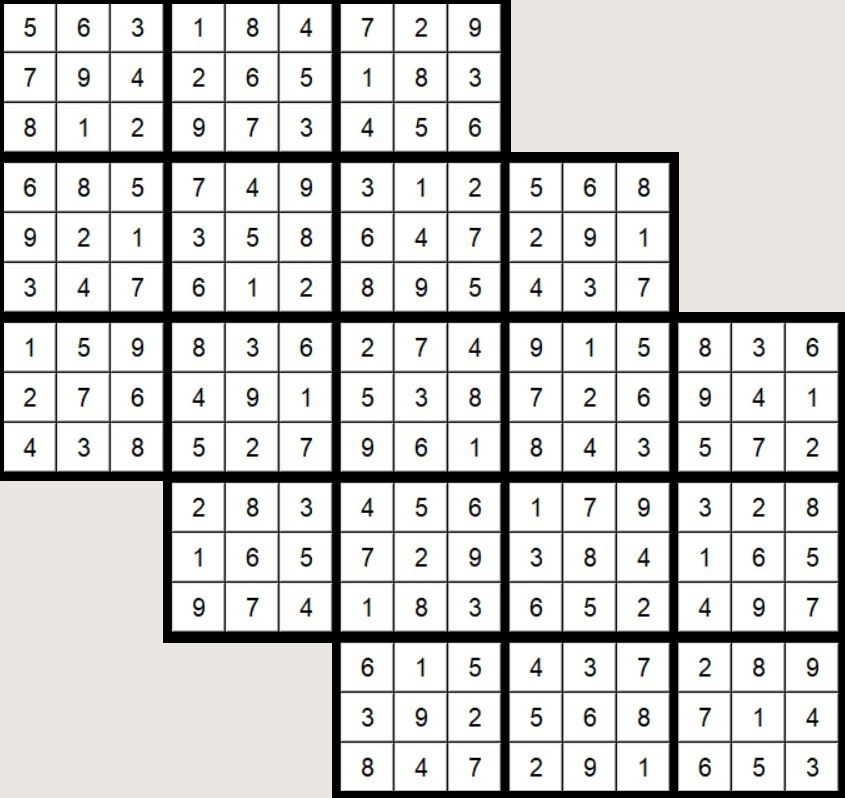 5 6 3 1 8 4 7 2 9
7 9 4 2 6 5 1 8 3
8 1 2 9 7 3 4 5 6
6 8 5 7 4 9 3 1 2 5 6 8
9 2 1 3 5 8 6 4 7 2 9 1
3 4 7 6 1 2 8 9 5 4 3 7
1 5 9 8 3 6 2 7 4 9 1 5 8 3 6
2 7 6 4 9 1 5 3 8 7 2 6 9 4 1
4 3 8 5 2 7 9 6 1 8 4 3 5 7 2
2 8 3 4 5 6 1 7 9 3 2 8
1 6 5 7 2 9 3 8 4 1 6 5
9 7 4 1 8 3 6 5 2 4 9 7
6 1 5 4 3 7 2 8 9
3 9 2 5 6 8 7 1 4
8 4 7 2 9 1 6 5 3